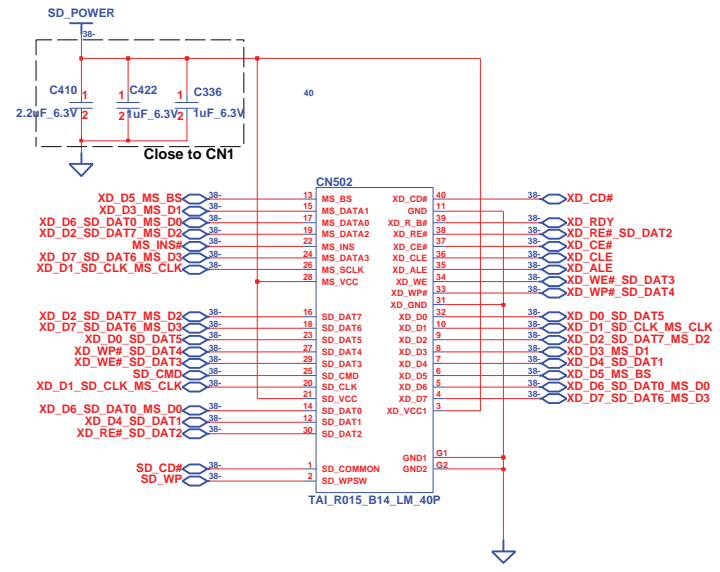 SD_POWER
38-
C410 C422 C336
40
1 1 1
2 2 2
2.2uF_6.3V 1uF_6.3V 1uF_6.3V
Close to CN1
CN502
XD_D5_MS_BS 38- 13 MS_BS XD_CD# 40 38- XD_CD#
XD_D3_MS_D1 38- 15 MS_DATA1 GND 11
XD_D6_SD_DAT0_MS_D0 38- 17 MS_DATA0 XD_R_B# 39 38- XD_RDY
XD_D2_SD_DAT7_MS_D2 38- 19 MS_DATA2 XD_RE# 38 38- XD_RE#_SD_DAT2
MS_INS# 38- 22 MS_INS XD_CE# 37 38- XD_CE#
XD_D7_SD_DAT6_MS_D3 38- 24 MS_DATA3 XD_CLE 36 38- XD_CLE
XD_D1_SD_CLK_MS_CLK 38- 26 MS_SCLK XD_ALE 35 38- XD_ALE
28 MS_VCC XD_WE 34 38- XD_WE#_SD_DAT3
XD_WP# 33 38- XD_WP#_SD_DAT4
XD_GND 31
XD_D2_SD_DAT7_MS_D2 38- 16 SD_DAT7 XD_D0 32 38- XD_D0_SD_DAT5
XD_D7_SD_DAT6_MS_D3 38- 18 SD_DAT6 XD_D1 10 38- XD_D1_SD_CLK_MS_CLK
XD_D0_SD_DAT5 38- 23 SD_DAT5 XD_D2 9 38- XD_D2_SD_DAT7_MS_D2
XD_WP#_SD_DAT4 38- 27 SD_DAT4 XD_D3 8 38- XD_D3_MS_D1
XD_WE#_SD_DAT3 38- 29 SD_DAT3 XD_D4 7 38- XD_D4_SD_DAT1
SD_CMD 38- 25 SD_CMD XD_D5 6 38- XD_D5_MS_BS
XD_D1_SD_CLK_MS_CLK 38- 20 SD_CLK XD_D6 5 38- XD_D6_SD_DAT0_MS_D0
21 SD_VCC XD_D7 4 38- XD_D7_SD_DAT6_MS_D3
XD_D6_SD_DAT0_MS_D0 38- 14 SD_DAT0 XD_VCC1 3
XD_D4_SD_DAT1 38- 12 SD_DAT1
XD_RE#_SD_DAT2 38- 30 SD_DAT2
GND1 G1
SD_CD# 38- 1 SD_COMMON GND2 G2
SD_WP 38- 2 SD_WPSW
TAI_R015_B14_LM_40P